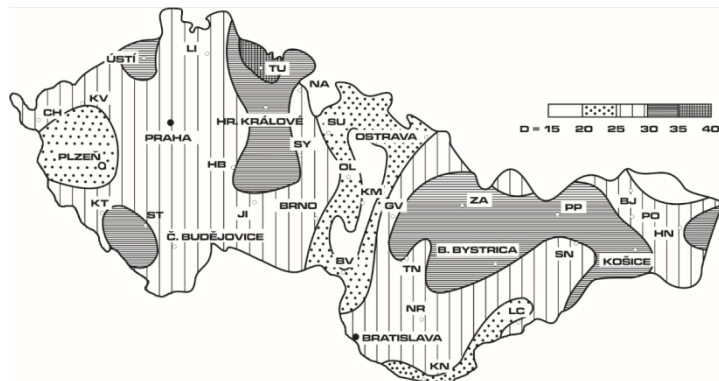 LI
ÚSTÍ
TU
NA
KV
CH
HR. KRÁLOVÉ
SU
OSTRAVA
D = 15 20 25 30 35 40
PRAHA
PLZEŇ
HB
SY
OL
KM
KT
ST
JI
BRNO
GV
ZA
PP
BJ
PO
HN
Č. BUDĚJOVICE
B. BYSTRICA
SN
KOŠICE
BV
TN
NR
LC
BRATISLAVA
KN